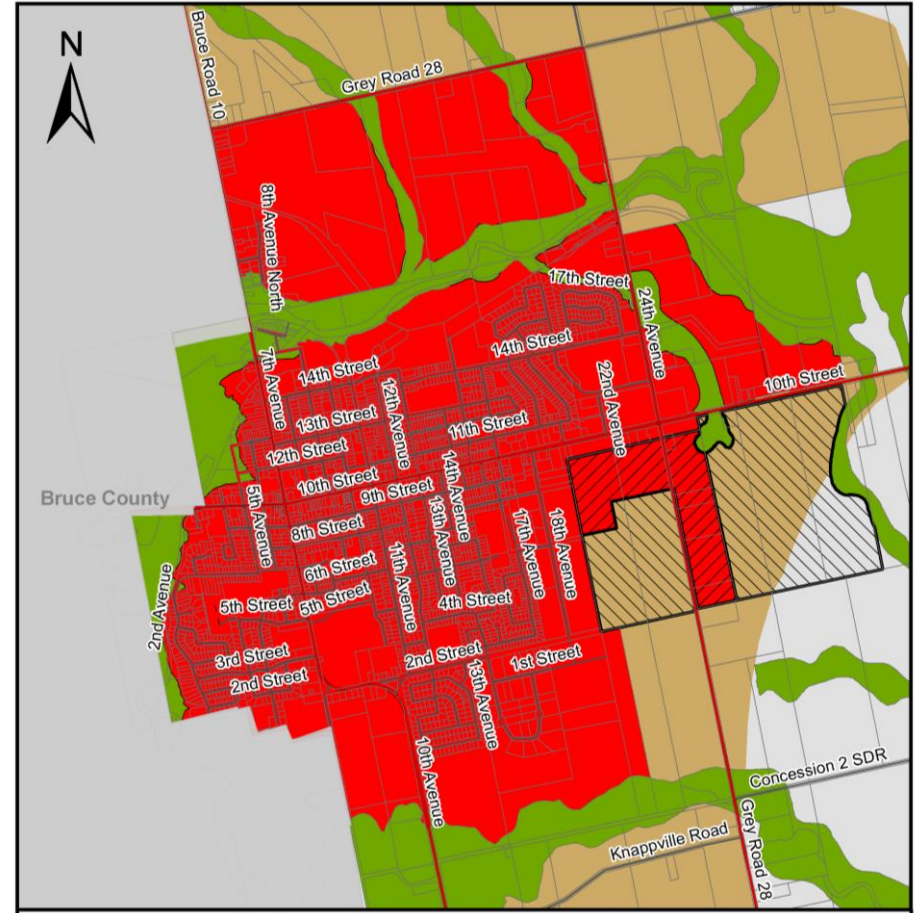 N
Bruce Road 10
Grey Road 28
8th Avenue North
17th Street
24th Avenue
7th Avenue
14th Street
14th Street
22nd Avenue
10th Street
13th Street
12th Avenue
11th Street
12th Street
Bruce County
5th Avenue
10th Street
9th Street
14th Avenue
13th Avenue
8th Street
17th Avenue
18th Avenue
6th Street
11th Avenue
2nd Avenue
5th Street
5th Street
4th Street
3rd Street
2nd Street
2nd Street
1st Street
13th Avenue
10th Avenue
Concession 2 SDR
Knappville Road
Grey Road 28